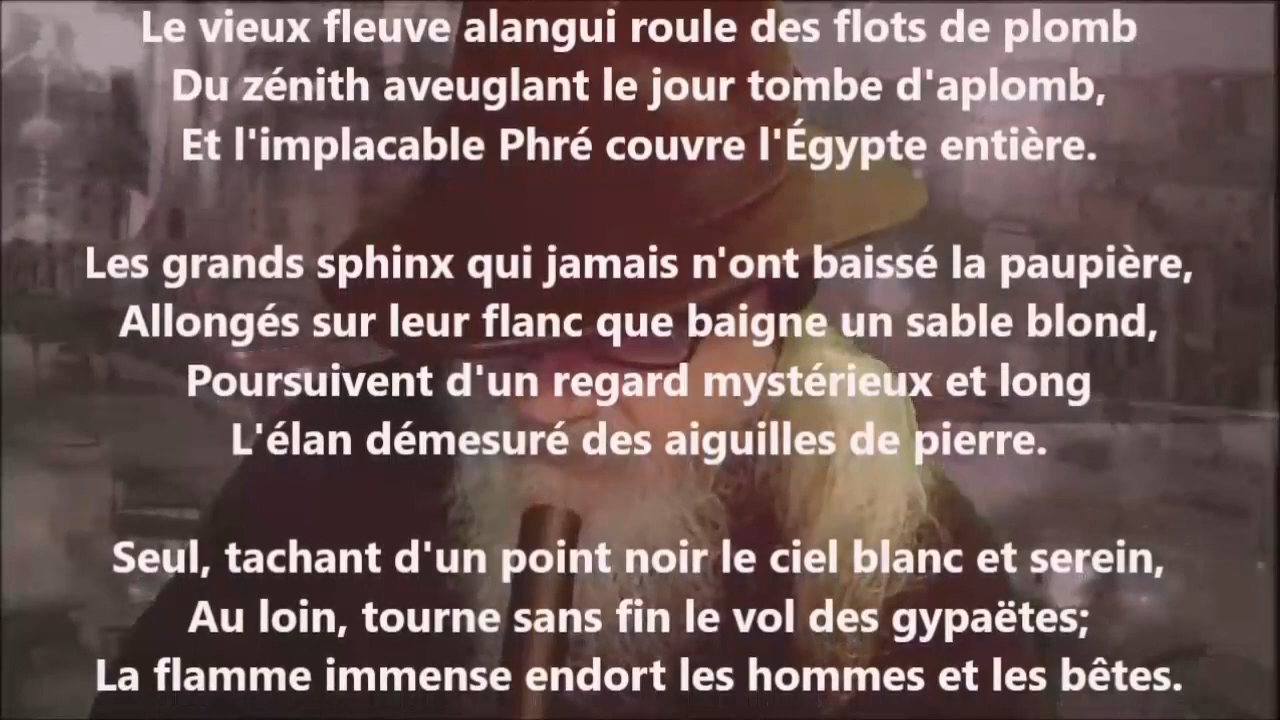 Le vieux fleuve alangui roule des flots de plomb
Du zénith aveuglant le jour tombe d'aplomb,
Et l'implacable Phré couvre l'Égypte entière.
Les grands sphinx qui jamais n'ont baissé la paupière,
Allongés sur leur flanc que baigne un sable blond,
Poursuivent d'un regard mystérieux et long
L'élan démesuré des aiguilles de pierre.
Seul, tachant d'un point noir le ciel blanc et serein,
Au loin, tourne sans fin le vol des gypaëtes;
La flamme immense endort les hommes et les bêtes.